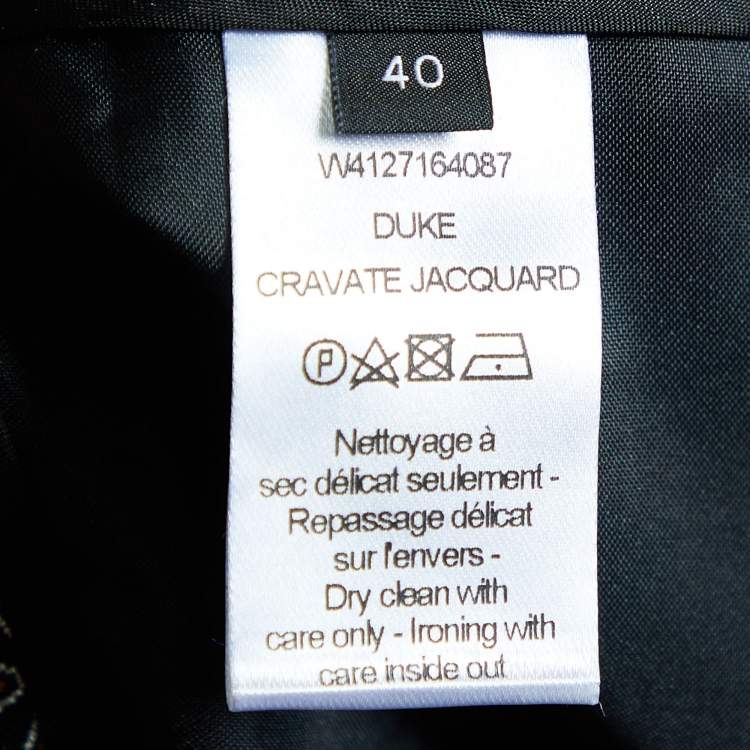 40
W4127164087
DUKE
CRAVATE JACQUARD
P
Nettoyage à
sec délicat seulement -
Repassage délicat
sur l'envers -
Dry clean with
care only - Ironing with
care inside out